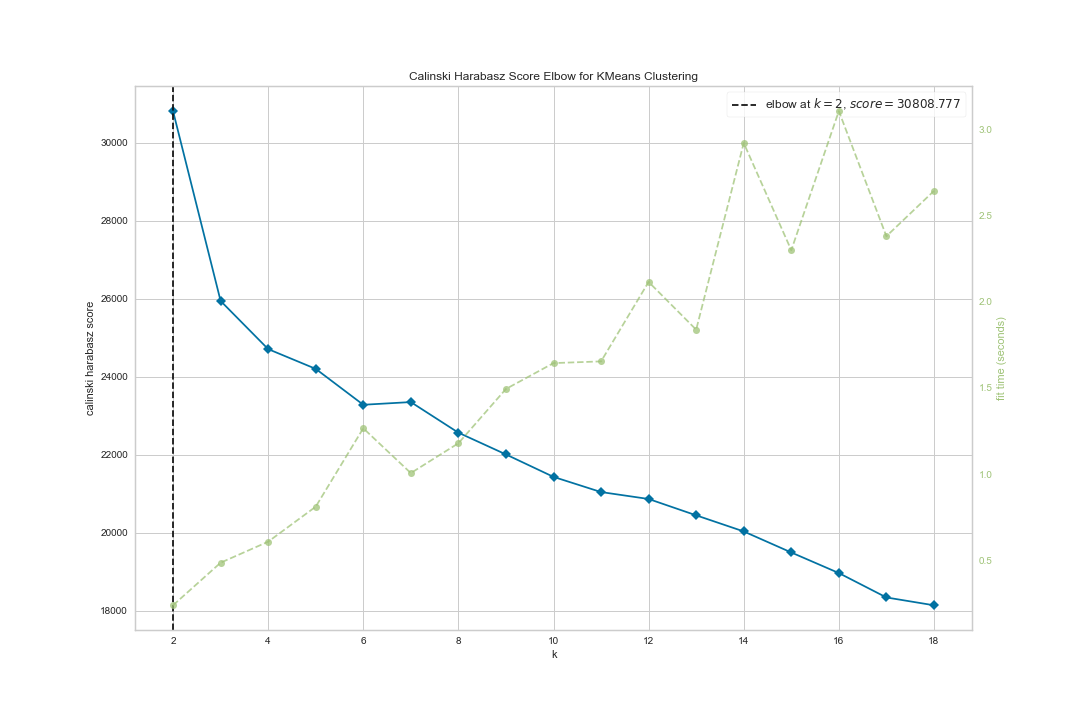 Calinski Harabasz Score Elbow for KMeans Clustering
elbow at k = 2, score = 30808.777
calinski harabasz score
30000
28000
26000
24000
22000
20000
18000
3.0
2.5
2.0
1.5
1.0
0.5
fit time (seconds)
2 4 6 8 10 12 14 16 18
k